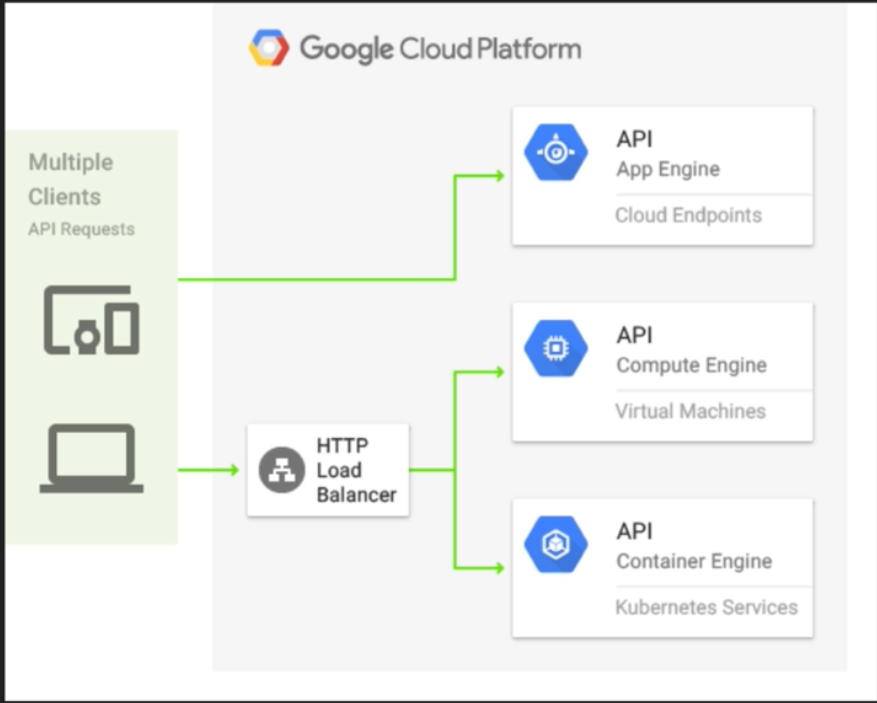 Google Cloud Platform
Multiple
Clients
API Requests
API
App Engine
Cloud Endpoints
API
Compute Engine
Virtual Machines
HTTP
Load
Balancer
API
Container Engine
Kubernetes Services